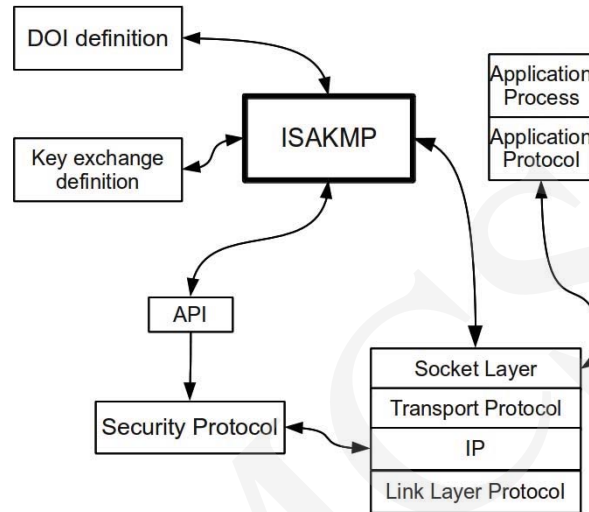 DOI definition
Application
Process
ISAKMP
Application
Protocol
Key exchange
definition
API
Socket Layer
Transport Protocol
Security Protocol
IP
Link Layer Protocol